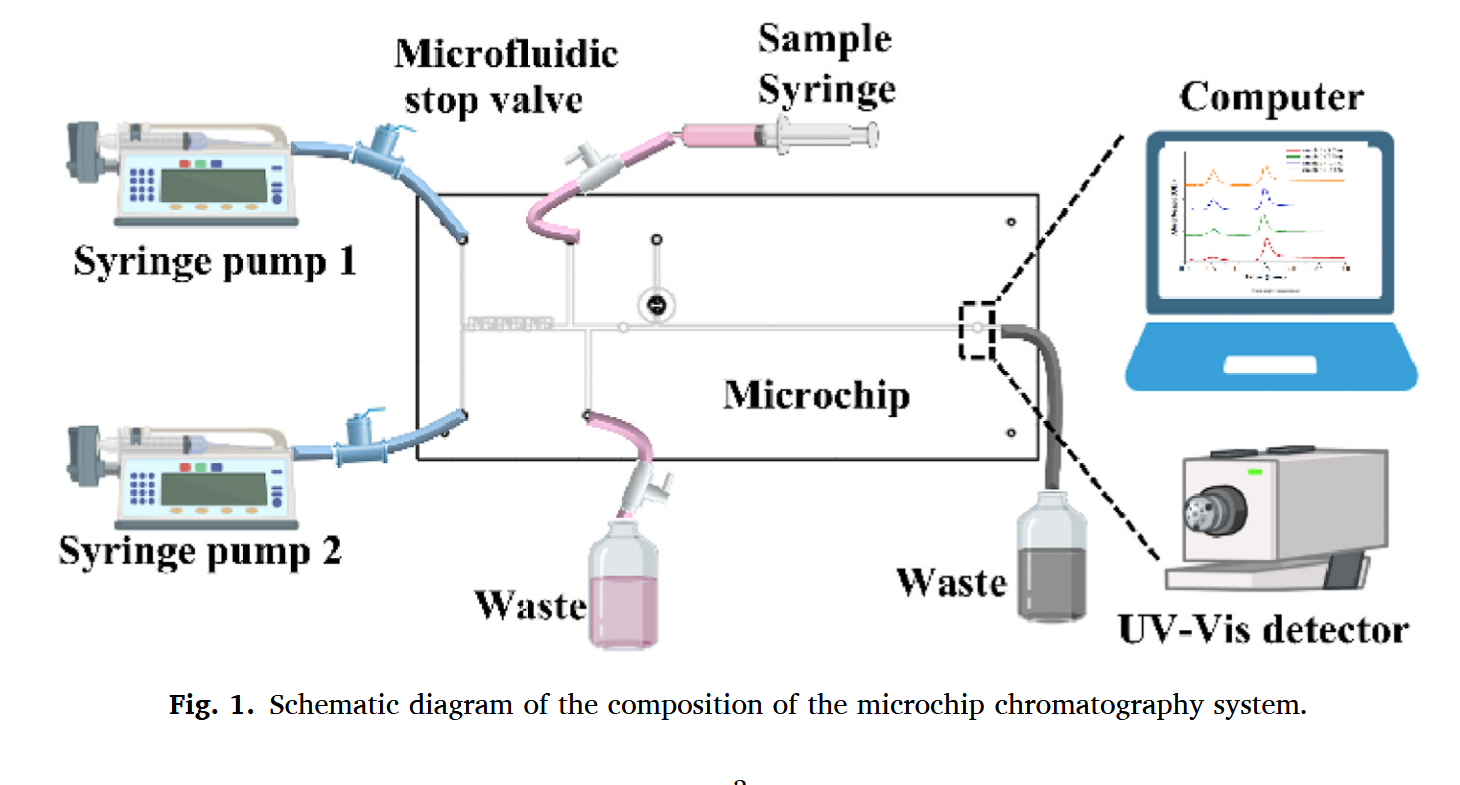 Microfluidic
stop valve
Sample
Syringe
Computer
Syringe pump 1
Microchip
Syringe pump 2
Waste
Waste
UV-Vis detector
Fig. 1. Schematic diagram of the composition of the microchip chromatography system.